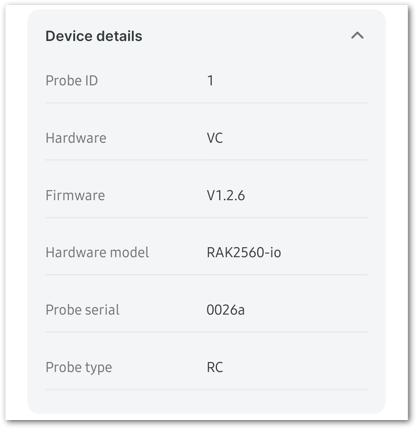 Device details
Probe ID 1
Hardware VC
Firmware V1.2.6
Hardware model RAK2560-io
Probe serial 0026a
Probe type RC